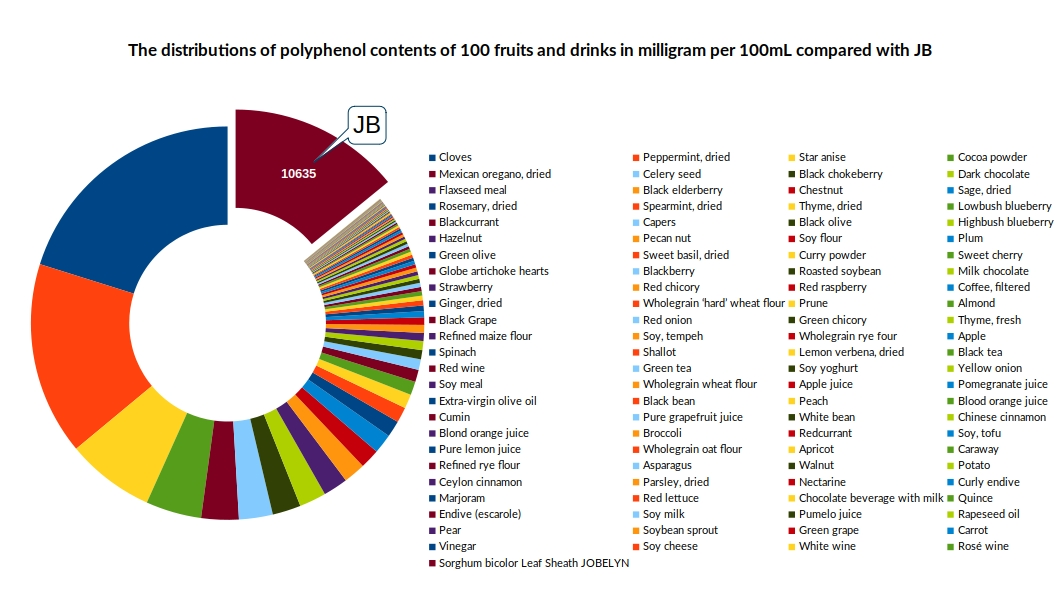 The distributions of polyphenol contents of 100 fruits and drinks in milligram per 100mL compared with JB
JB
10635
Cloves Peppermint, dried Star anise Cocoa powder
Mexican oregano, dried Celery seed Black chokeberry Dark chocolate
Flaxseed meal Black elderberry Chestnut Sage, dried
Rosemary, dried Spearmint, dried Thyme, dried Lowbush blueberry
Blackcurrant Capers Black olive Highbush blueberry
Hazelnut Pecan nut Soy flour Plum
Green olive Sweet basil, dried Curry powder Sweet cherry
Globe artichoke hearts Blackberry Roasted soybean Milk chocolate
Strawberry Red chicory Red raspberry Coffee, filtered
Ginger, dried Wholegrain ‘hard’ wheat flour Prune Almond
Black Grape Red onion Green chicory Thyme, fresh
Refined maize flour Soy, tempeh Wholegrain rye four Apple
Spinach Shallot Lemon verbena, dried Black tea
Red wine Green tea Soy yoghurt Yellow onion
Soy meal Wholegrain wheat flour Apple juice Pomegranate juice
Extra-virgin olive oil Black bean Peach Blood orange juice
Cumin Pure grapefruit juice White bean Chinese cinnamon
Blond orange juice Broccoli Redcurrant Soy, tofu
Pure lemon juice Wholegrain oat flour Apricot Caraway
Refined rye flour Asparagus Walnut Potato
Ceylon cinnamon Parsley, dried Nectarine Curly endive
Marjoram Red lettuce Chocolate beverage with milk Quince
Endive (escarole) Soy milk Pumelo juice Rapeseed oil
Pear Soybean sprout Green grape Carrot
Vinegar Soy cheese White wine Rosé wine
Sorghum bicolor Leaf Sheath JOBELYN